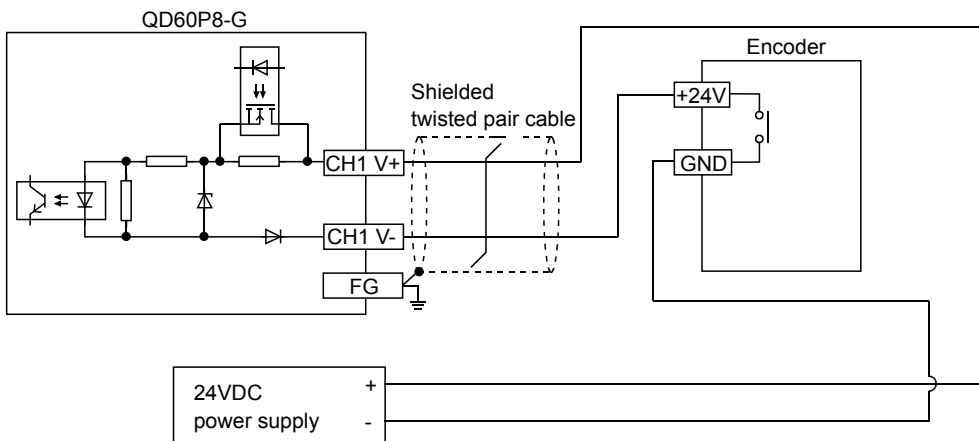 QD60P8-G
Encoder
Shielded
twisted pair cable
+24V
CH1 V+
GND
CH1 V-
FG
24VDC
power supply
+
-